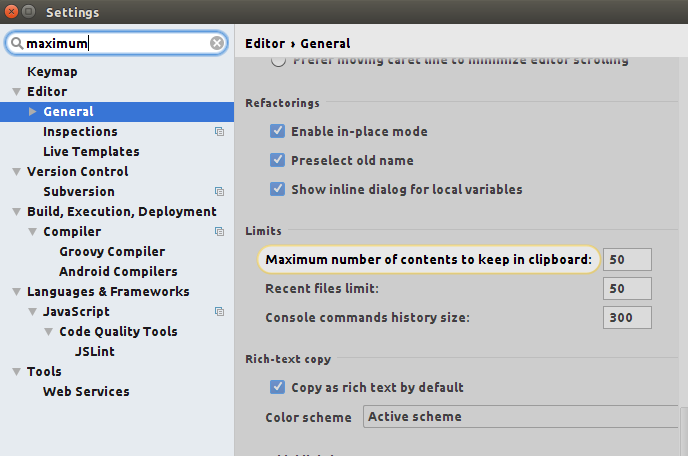 Settings
maximum
Keymap
Editor
General
Inspections
Live Templates
Version Control
Subversion
Build, Execution, Deployment
Compiler
Groovy Compiler
Android Compilers
Languages & Frameworks
JavaScript
Code Quality Tools
JSLint
Tools
Web Services
Editor › General
Prefer moving caret line to minimize editor scrolling
Refactorings
Enable in-place mode
Preselect old name
Show inline dialog for local variables
Limits
Maximum number of contents to keep in clipboard: 50
Recent files limit: 50
Console commands history size: 300
Rich-text copy
Copy as rich text by default
Color scheme Active scheme